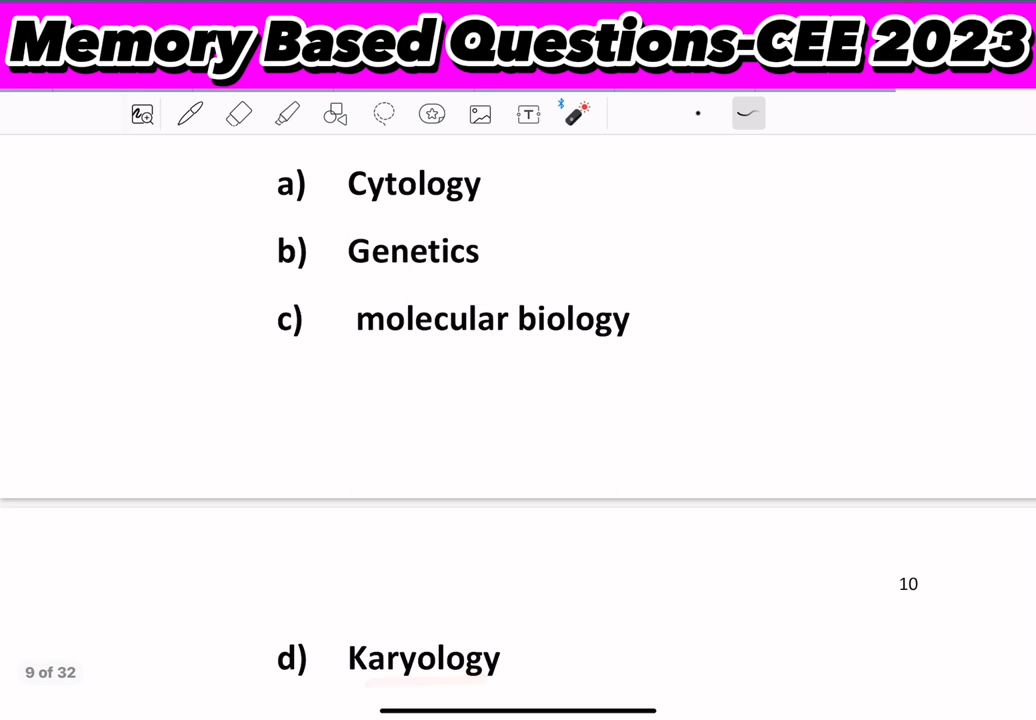 Memory Based Questions-CEE 2023
T
a) Cytology
b) Genetics
c) molecular biology
10
d) Karyology
9 of 32